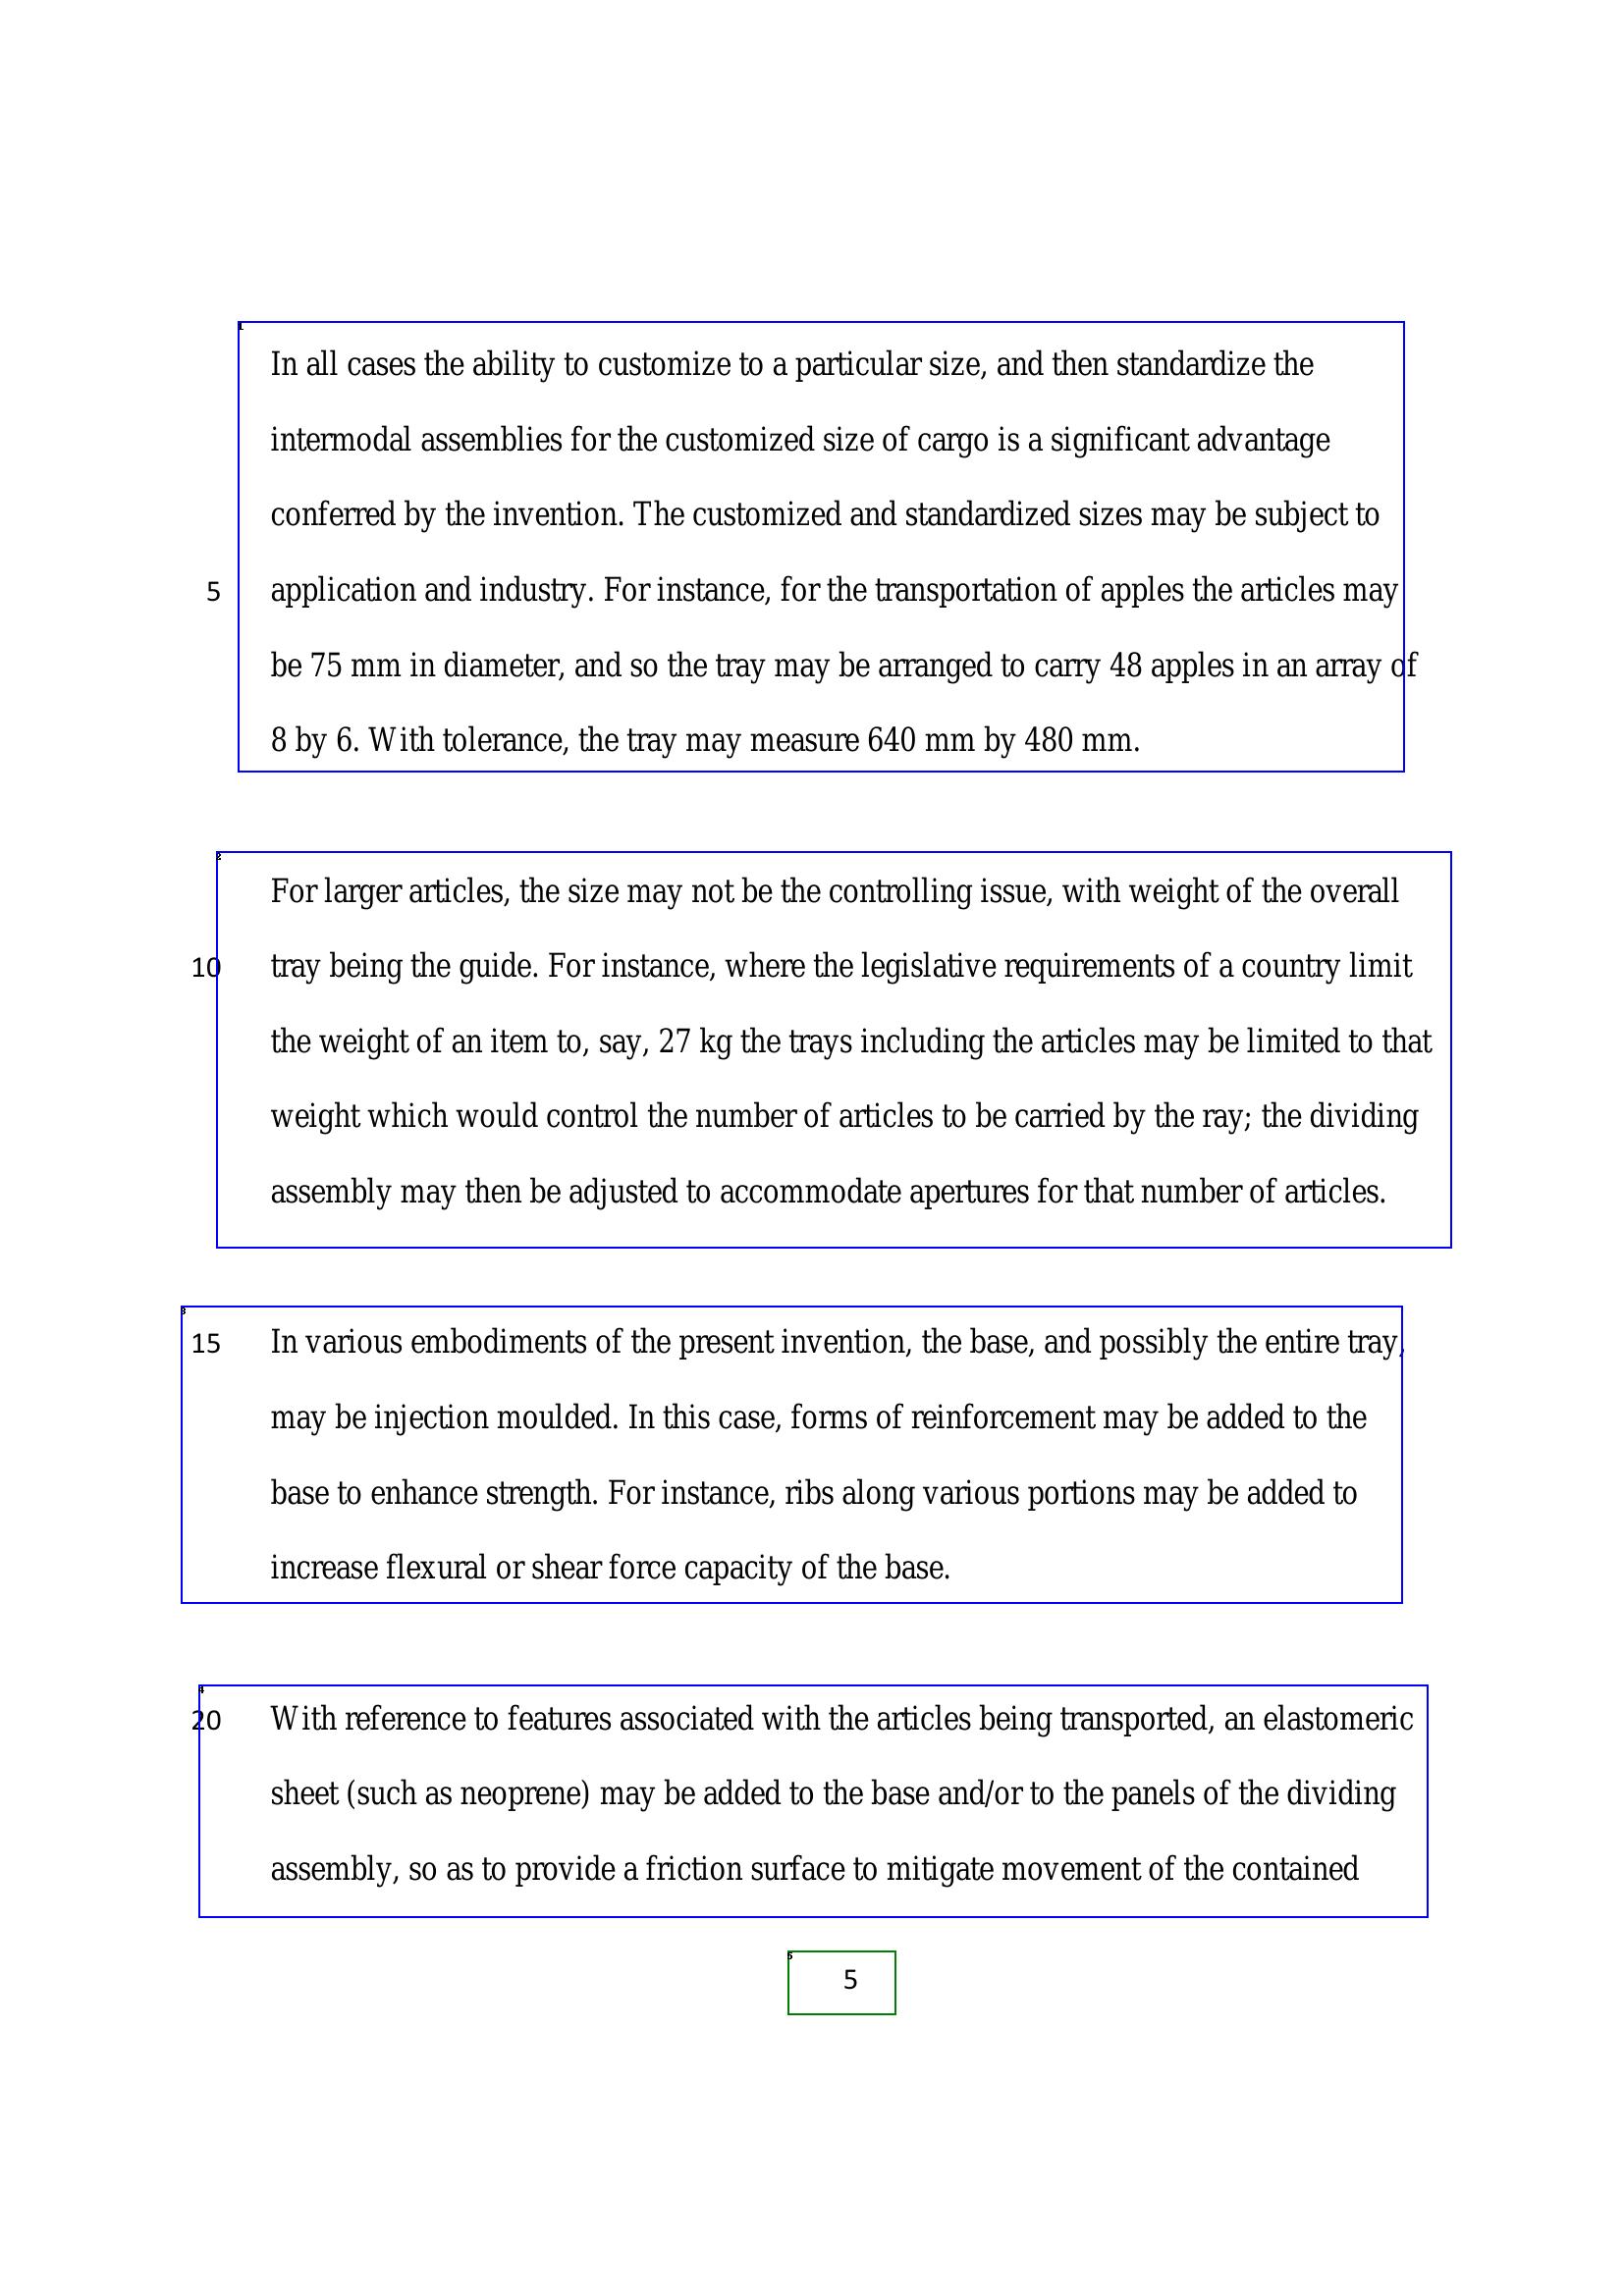 1
In all cases the ability to customize to a particular size, and then standardize the
intermodal assemblies for the customized size of cargo is a significant advantage
conferred by the invention. The customized and standardized sizes may be subject to
5 application and industry. For instance, for the transportation of apples the articles may
be 75 mm in diameter, and so the tray may be arranged to carry 48 apples in an array of
8 by 6. With tolerance, the tray may measure 640 mm by 480 mm.
2
For larger articles, the size may not be the controlling issue, with weight of the overall
10 tray being the guide. For instance, where the legislative requirements of a country limit
the weight of an item to, say, 27 kg the trays including the articles may be limited to that
weight which would control the number of articles to be carried by the ray; the dividing
assembly may then be adjusted to accommodate apertures for that number of articles.
3
15 In various embodiments of the present invention, the base, and possibly the entire tray,
may be injection moulded. In this case, forms of reinforcement may be added to the
base to enhance strength. For instance, ribs along various portions may be added to
increase flexural or shear force capacity of the base.
4
20 With reference to features associated with the articles being transported, an elastomeric
sheet (such as neoprene) may be added to the base and/or to the panels of the dividing
assembly, so as to provide a friction surface to mitigate movement of the contained
5
5